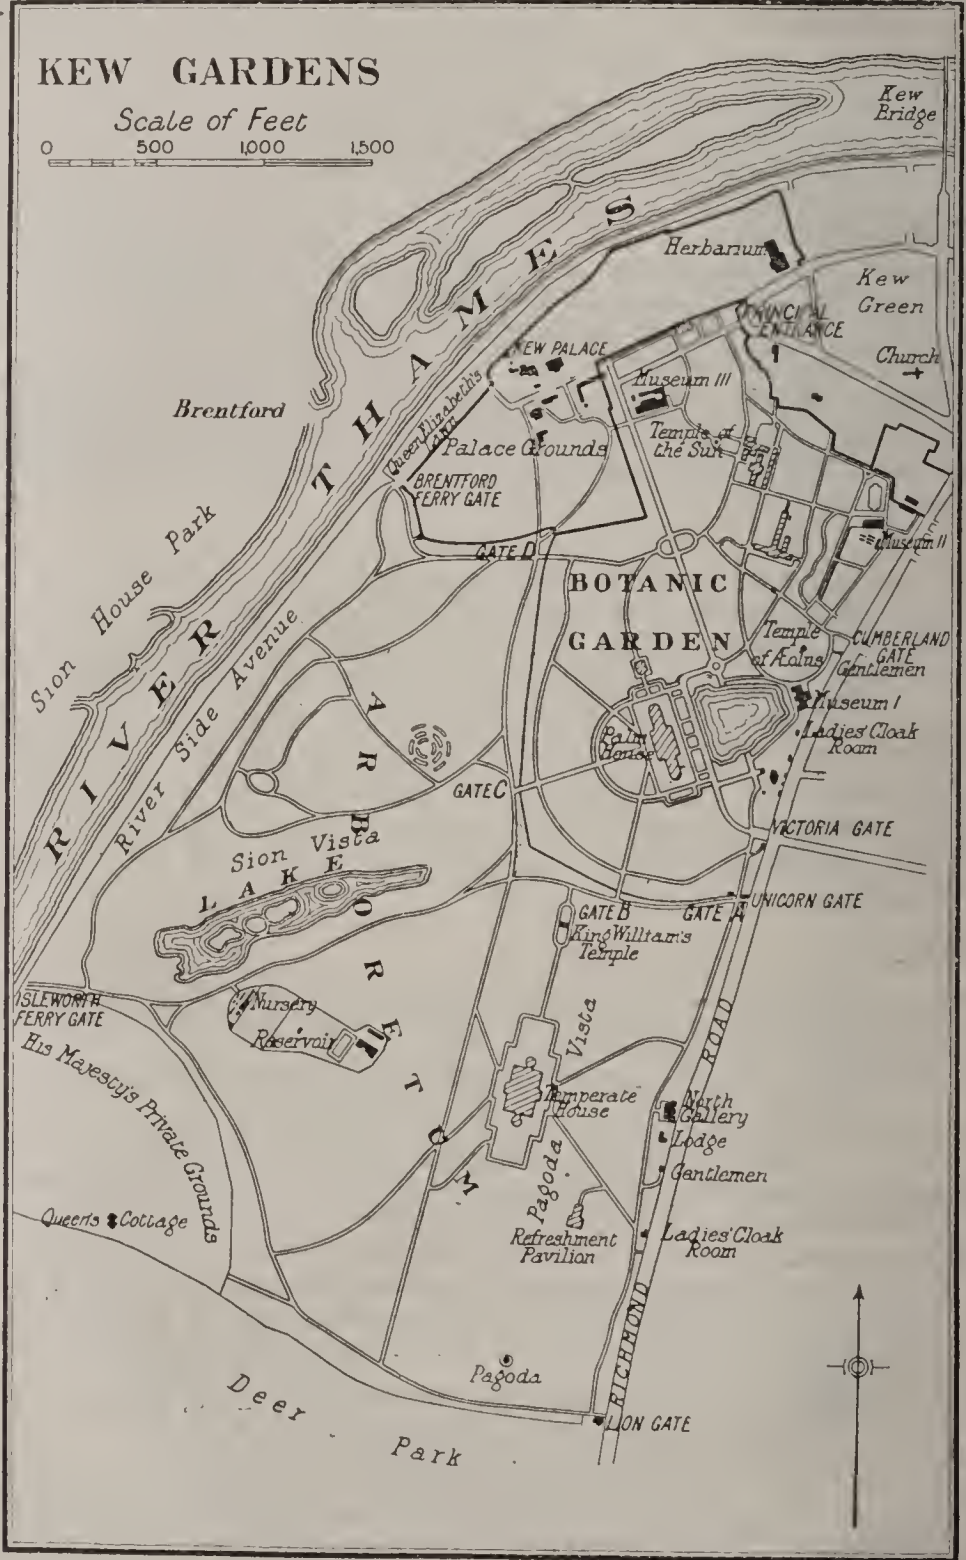 KEW GARDENS
Scale of Feet
0 500 1,000 1,500
Kew
Bridge
RIVER THAMES
Herbarium
Kew
Green
PRINCIPAL
ENTRANCE
Church
KEW PALACE
Museum III
Brentford
Queen Elizabeth's
Lawn
Palace Grounds
Temple of
the Sun
BRENTFORD
FERRY GATE
Sion House Park
Museum II
GATE D
BOTANIC
GARDEN
Temple
of Æolus
CUMBERLAND
GATE
Gentlemen
River Side Avenue
Museum I
Ladies' Cloak
Room
Palm
House
GATE C
ARBORETUM
VICTORIA GATE
Sion Vista
LAKE
UNICORN GATE
GATE B
GATE A
King William's
Temple
ISLEWORTH
FERRY GATE
Nursery
Reservoir
His Majesty's Private Grounds
Pagoda Vista
RICHMOND ROAD
Temperate
House
North
Gallery
Lodge
Gentlemen
Queen's Cottage
Refreshment
Pavilion
Ladies' Cloak
Room
Pagoda
Deer Park
LION GATE